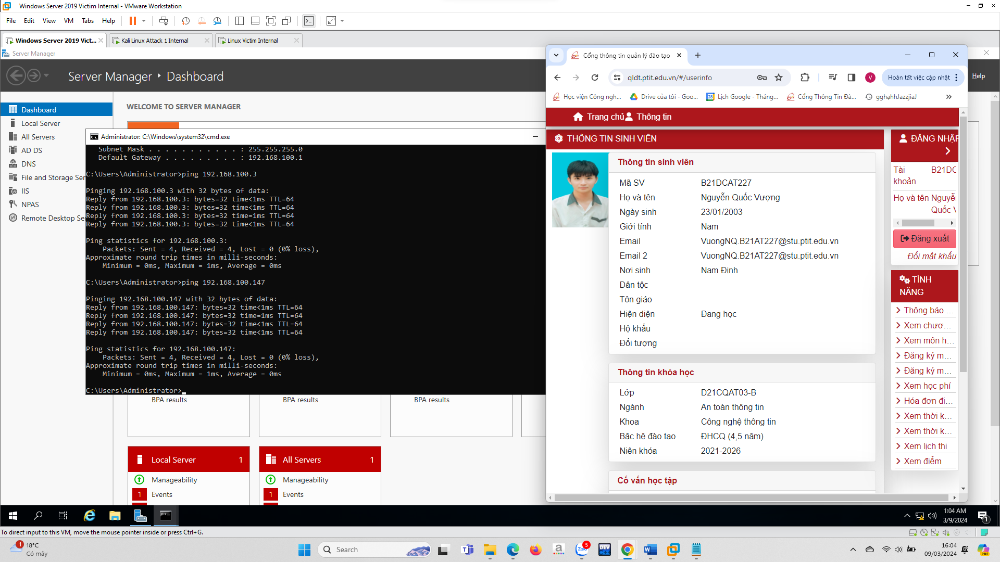 Windows Server 2019 Victim Internal - VMware Workstation
File Edit View VM Tabs Help
Windows Server 2019 Vict...
Kali Linux Attack 1 Internal
Linux Victim Internal
Server Manager
Server Manager ‣ Dashboard
Help
Dashboard
Local Server
All Servers
AD DS
DNS
File and Storage Ser
IIS
NPAS
Remote Desktop Se
WELCOME TO SERVER MANAGER
Administrator: C:\Windows\system32\cmd.exe
Subnet Mask . . . . . . . . . . . : 255.255.255.0
Default Gateway . . . . . . . . . : 192.168.100.1
C:\Users\Administrator>ping 192.168.100.3
Pinging 192.168.100.3 with 32 bytes of data:
Reply from 192.168.100.3: bytes=32 time<1ms TTL=64
Reply from 192.168.100.3: bytes=32 time<1ms TTL=64
Reply from 192.168.100.3: bytes=32 time=1ms TTL=64
Reply from 192.168.100.3: bytes=32 time<1ms TTL=64
Ping statistics for 192.168.100.3:
Packets: Sent = 4, Received = 4, Lost = 0 (0% loss),
Approximate round trip times in milli-seconds:
Minimum = 0ms, Maximum = 1ms, Average = 0ms
C:\Users\Administrator>ping 192.168.100.147
Pinging 192.168.100.147 with 32 bytes of data:
Reply from 192.168.100.147: bytes=32 time<1ms TTL=64
Reply from 192.168.100.147: bytes=32 time=1ms TTL=64
Reply from 192.168.100.147: bytes=32 time<1ms TTL=64
Reply from 192.168.100.147: bytes=32 time<1ms TTL=64
Ping statistics for 192.168.100.147:
Packets: Sent = 4, Received = 4, Lost = 0 (0% loss),
Approximate round trip times in milli-seconds:
Minimum = 0ms, Maximum = 1ms, Average = 0ms
C:\Users\Administrator>
BPA results
BPA results
BPA results
Local Server 1
Manageability
1 Events
All Servers 1
Manageability
1 Events
Cổng thông tin quản lý đào tạo
qldt.ptit.edu.vn/#/userinfo
V
Hoàn tất việc cập nhật
Học viện Công ngh...
Drive của tôi - Goo...
28 Lịch Google - Tháng...
Cổng Thông Tin Đà...
gghahhJazzjiaJ
Trang chủ Thông tin
THÔNG TIN SINH VIÊN
Thông tin sinh viên
Mã SV B21DCAT227
Họ và tên Nguyễn Quốc Vượng
Ngày sinh 23/01/2003
Giới tính Nam
Email VuongNQ.B21AT227@stu.ptit.edu.vn
Email 2 VuongNQ.B21AT227@stu.ptit.edu.vn
Nơi sinh Nam Định
Dân tộc
Tôn giáo
Hiện diện Đang học
Hộ khẩu
Đối tượng
Thông tin khóa học
Lớp D21CQAT03-B
Ngành An toàn thông tin
Khoa Công nghệ thông tin
Bậc hệ đào tạo ĐHCQ (4,5 năm)
Niên khóa 2021-2026
Cố vấn học tập
ĐĂNG NHẬP
Tài khoản B21DC
Họ và tên Nguyễ
Quốc V
Đăng xuất
Đổi mật khẩu
TÍNH NĂNG
Thông báo ...
Xem chươ...
Xem môn h...
Đăng ký m...
Đăng ký m...
Xem học phí
Hóa đơn đi...
Xem thời k...
Xem thời k...
Xem lịch thi
Xem điểm
1:04 AM
3/9/2024
1
To direct input to this VM, move the mouse pointer inside or press Ctrl+G.
1
18°C
Có mây
Search
Zalo
5
DEV
16:04
09/03/2024
PRE